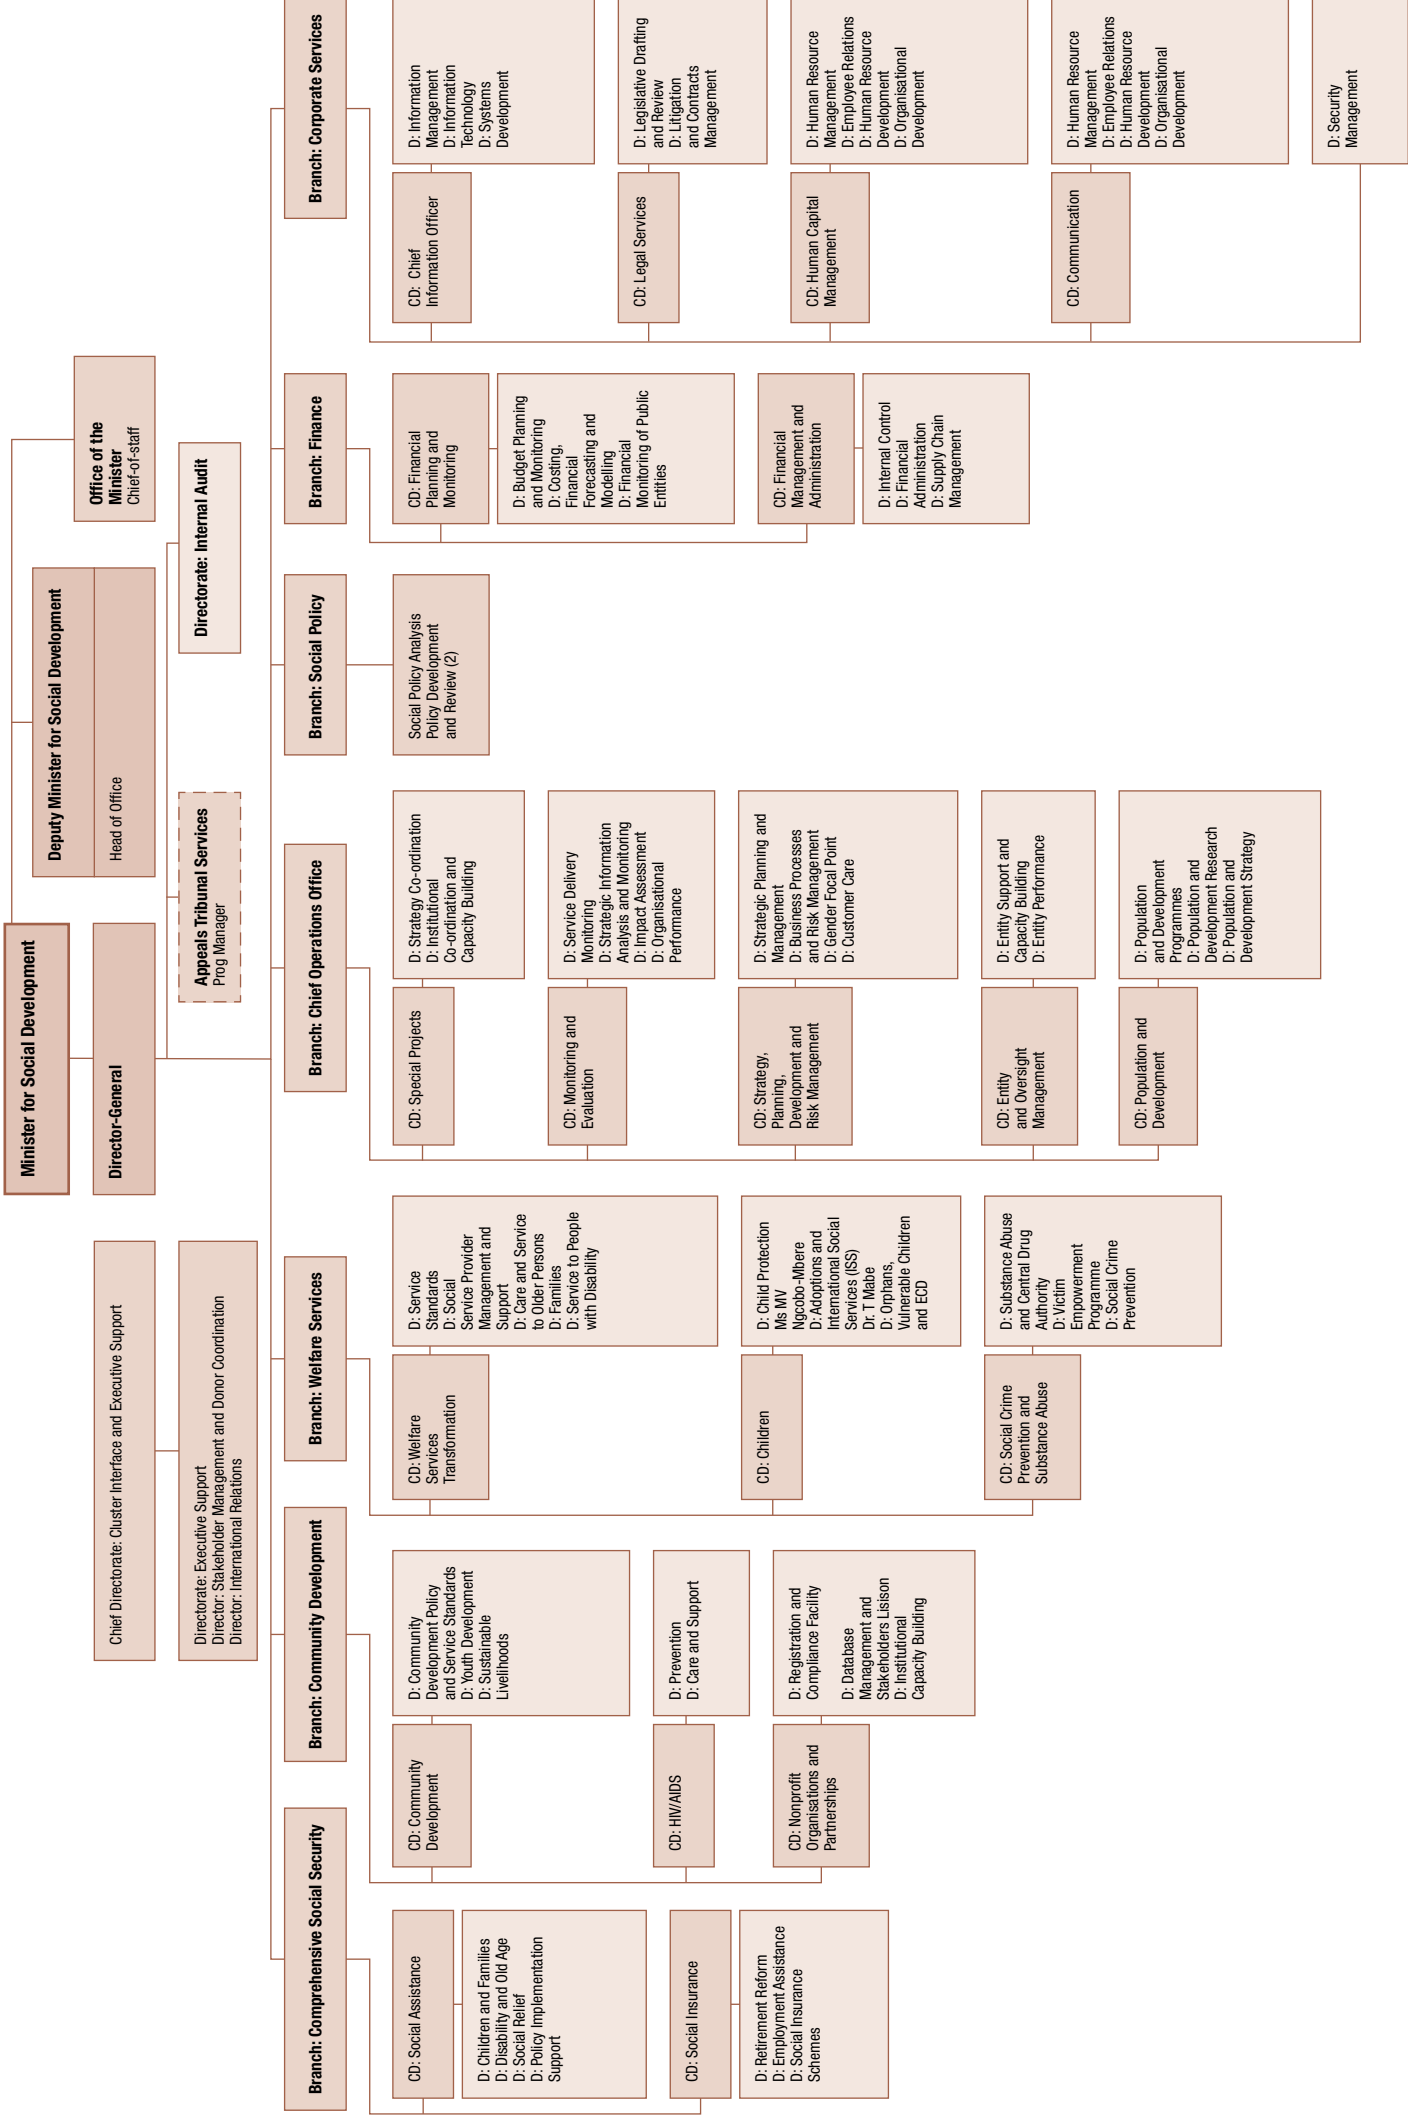 Minister for Social Development
Deputy Minister for Social Development
Head of Office
Office of the
Minister
Chief-of-staff
Director-General
Chief Directorate: Cluster Interface and Executive Support
Directorate: Executive Support
Director: Stakeholder Management and Donor Coordination
Director: International Relations
Appeals Tribunal Services
Prog Manager
Directorate: Internal Audit
Branch: Comprehensive Social Security
CD: Social Assistance
D: Children and Families
D: Disability and Old Age
D: Social Relief
D: Policy Implementation
Support
CD: Social Insurance
D: Retirement Reform
D: Employment Assistance
D: Social Insurance
Schemes
Branch: Community Development
CD: Community
Development
D: Community
Development Policy
and Service Standards
D: Youth Development
D: Sustainable
Livelihoods
CD: HIV/AIDS
D: Prevention
D: Care and Support
CD: Nonprofit
Organisations and
Partnerships
D: Registration and
Compliance Facility
D: Database
Management and
Stakeholders Lisison
D: Institutional
Capacity Building
Branch: Welfare Services
CD: Welfare
Services
Transformation
D: Service
Standards
D: Social
Service Provider
Management and
Support
D: Care and Service
to Older Persons
D: Families
D: Service to People
with Disability
CD: Children
D: Child Protection
Ms MV
Ngcobo-Mbere
D: Adoptions and
International Social
Services (ISS)
Dr. T Mabe
D: Orphans,
Vulnerable Children
and ECD
CD: Social Crime
Prevention and
Substance Abuse
D: Substance Abuse
and Central Drug
Authority
D: Victim
Empowerment
Programme
D: Social Crime
Prevention
Branch: Chief Operations Office
CD: Special Projects
D: Strategy Co-ordination
D: Institutional
Co-ordination and
Capacity Building
CD: Monitoring and
Evaluation
D: Service Delivery
Monitoring
D: Strategic Information
Analysis and Monitoring
D: Impact Assessment
D: Organisational
Performance
CD: Strategy,
Planning,
Development and
Risk Management
D: Strategic Planning and
Management
D: Business Processes
and Risk Management
D: Gender Focal Point
D: Customer Care
CD: Entity
and Oversight
Management
D: Entity Support and
Capacity Building
D: Entity Performance
CD: Population and
Development
D: Population
and Development
Programmes
D: Population and
Development Research
D: Population and
Development Strategy
Branch: Social Policy
Social Policy Analysis
Policy Development
and Review (2)
Branch: Finance
CD: Financial
Planning and
Monitoring
D: Budget Planning
and Monitoring
D: Costing,
Financial
Forecasting and
Modelling
D: Financial
Monitoring of Public
Entities
CD: Financial
Management and
Administration
D: Internal Control
D: Financial
Administration
D: Supply Chain
Management
Branch: Corporate Services
CD: Chief
Information Officer
D: Information
Management
D: Information
Technology
D: Systems
Development
CD: Legal Services
D: Legislative Drafting
and Review
D: Litigation
and Contracts
Management
CD: Human Capital
Management
D: Human Resource
Management
D: Employee Relations
D: Human Resource
Development
D: Organisational
Development
CD: Communication
D: Human Resource
Management
D: Employee Relations
D: Human Resource
Development
D: Organisational
Development
D: Security
Management